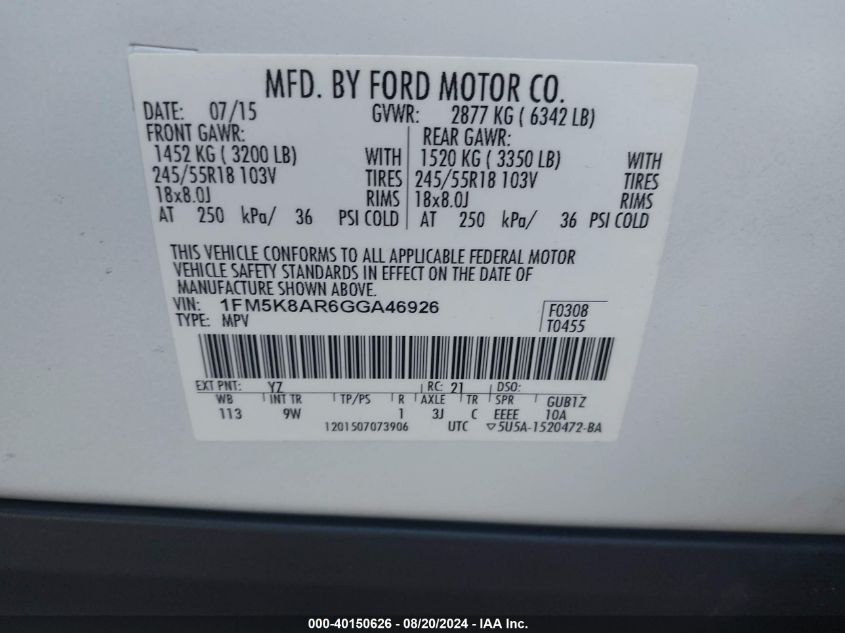 MFD. BY FORD MOTOR CO.
DATE: 07/15 GVWR: 2877 KG ( 6342 LB)
FRONT GAWR: REAR GAWR:
1452 KG ( 3200 LB) WITH 1520 KG ( 3350 LB) WITH
245/55R18 103V TIRES 245/55R18 103V TIRES
18x8.0J RIMS 18x8.0J RIMS
AT 250 kPa/ 36 PSI COLD AT 250 kPa/ 36 PSI COLD
THIS VEHICLE CONFORMS TO ALL APPLICABLE FEDERAL MOTOR
VEHICLE SAFETY STANDARDS IN EFFECT ON THE DATE OF
MANUFACTURE SHOWN ABOVE.
VIN: 1FM5K8AR6GGA46926 F0308
TYPE: MPV T0455
EXT PNT: YZ RC: 21 DSO:
WB INT TR TP/PS R AXLE TR SPR GUB1Z
113 9W 1 3J C EEEE 10A
1201507073906 UTC ▽5U5A-1520472-BA
000-40150626 - 08/20/2024 - IAA Inc.